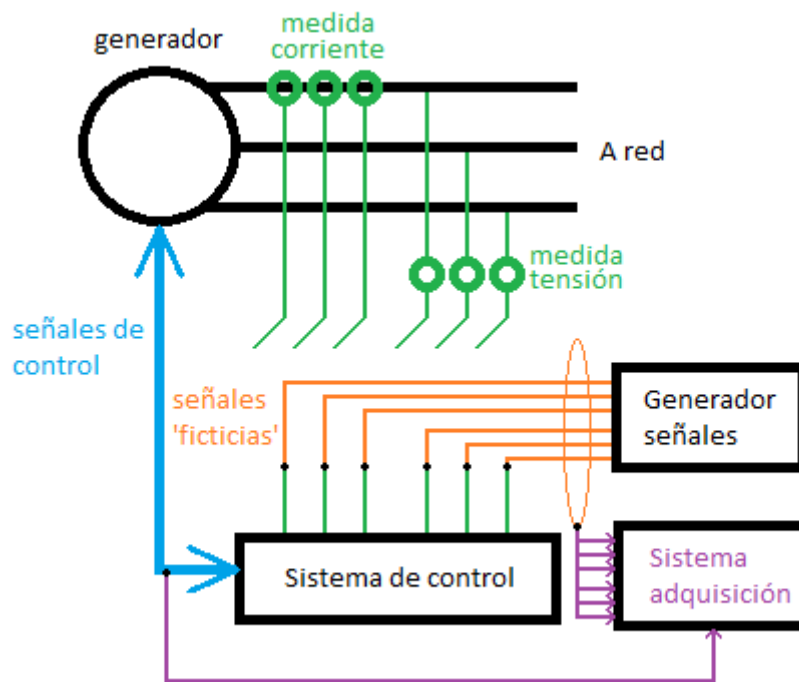 generador
medida
corriente
A red
medida
tensión
señales de
control
señales
'ficticias'
Generador
señales
Sistema de control
Sistema
adquisición